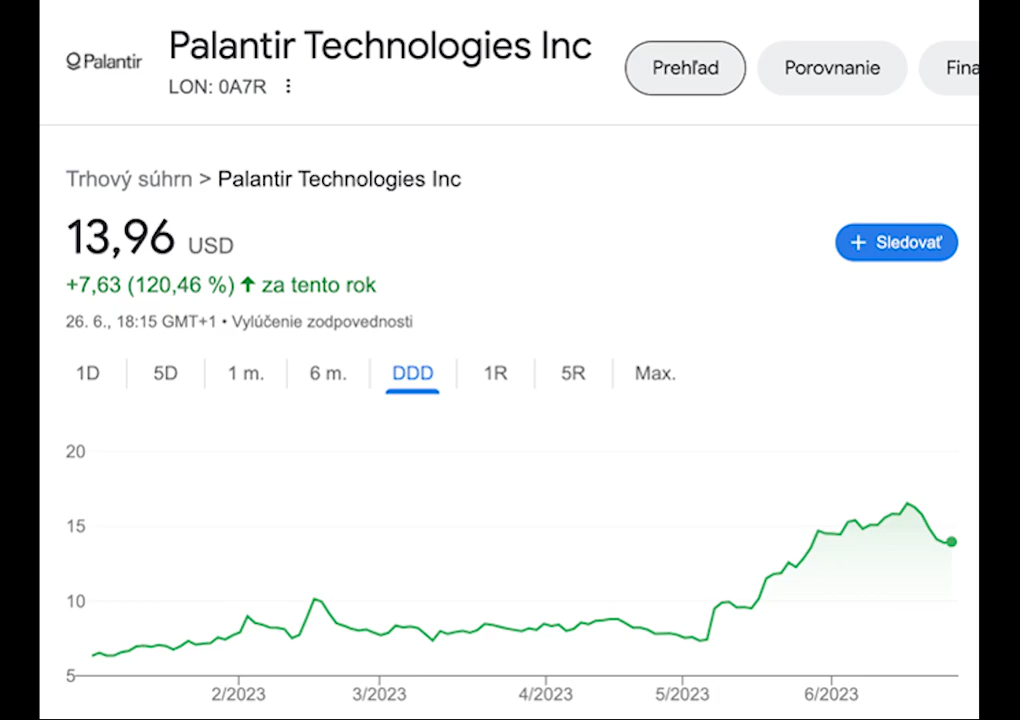 Palantir
Palantir Technologies Inc
LON: 0A7R
Prehľad
Porovnanie
Fina
Trhový súhrn > Palantir Technologies Inc
13,96 USD
+ Sledovať
+7,63 (120,46 %) ↑ za tento rok
26. 6., 18:15 GMT+1 • Vylúčenie zodpovednosti
1D 5D 1 m. 6 m. DDD 1R 5R Max.
20
15
10
5
2/2023 3/2023 4/2023 5/2023 6/2023